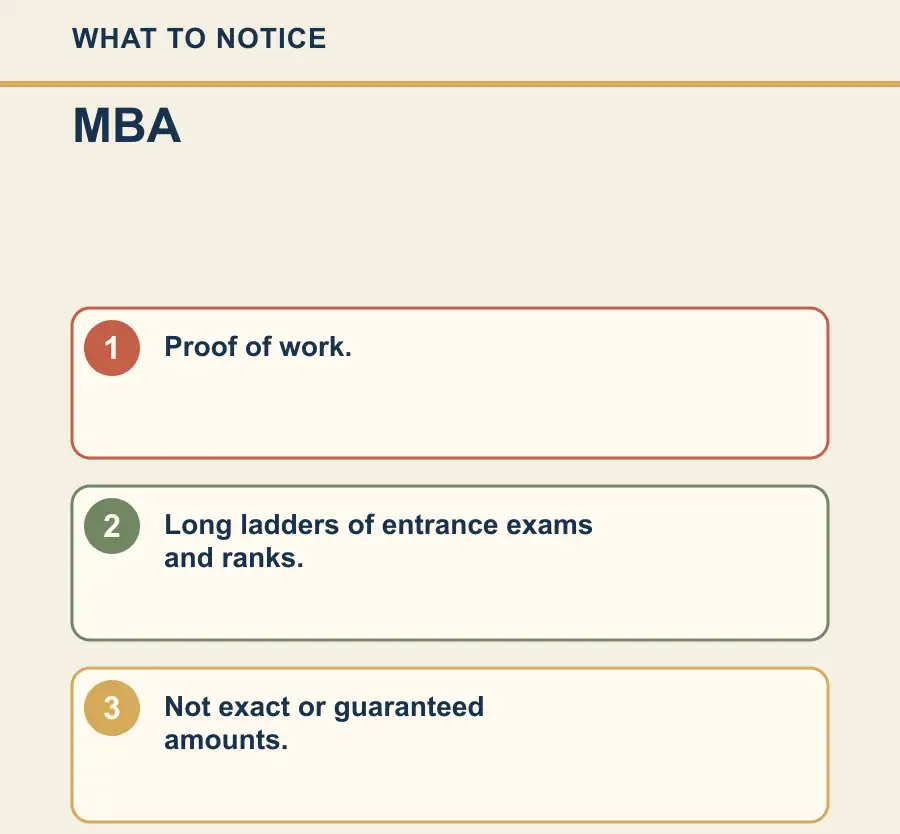 WHAT TO NOTICE
MBA
1
Proof of work.
2
Long ladders of entrance exams
and ranks.
3
Not exact or guaranteed
amounts.